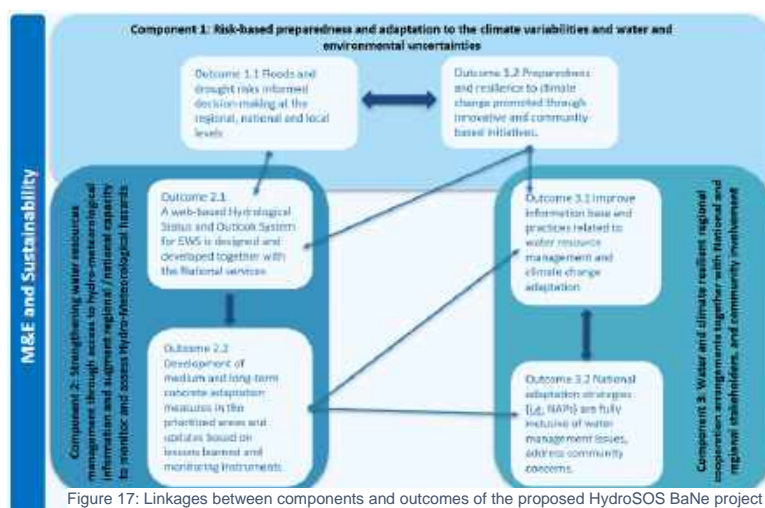 Component 1: Risk-based preparedness and adaptation to the climate variabilities and water and
environmental uncertainties
Outcome 1.1 Floods and
drought risks informed
decision-making at the
regional, national and local
levels
Outcome 3.2 Preparedness
and resilience to climate
change promoted through
innovative and community-
based initiatives.
M&E and Sustainability
Component 2: Strengthening water resources
management through access to hydro-meteorological
information and augment regional / national capacity
to monitor and assess Hydro-Meteorological hazards
Outcome 2.1
A web-based Hydrological
Status and Outlook System
for EWS is designed and
developed together with
the National services
Outcome 2.2
Development of
medium and long-term
concrete adaptation
measures in the
prioritized areas and
updates based on
lessons learned and
monitoring instruments
Outcome 3.1 Improve
information base and
practices related to
water resource
management and
climate change
adaptation
Outcome 3.2 National
adaptation strategies
(i.e. NAPs) are fully
inclusive of water
management issues,
address community
concerns.
Component 3: Water and climate resilient regional
cooperation arrangements together with National and
regional stakeholders, and community involvement
Figure 17: Linkages between components and outcomes of the proposed HydroSOS BaNe project